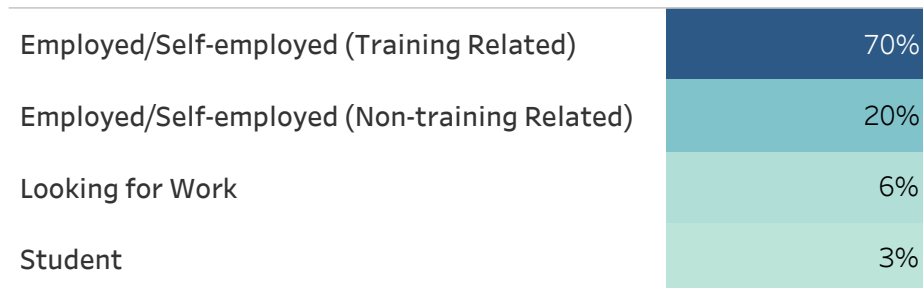 Employed/Self-employed (Training Related) 70%
Employed/Self-employed (Non-training Related) 20%
Looking for Work 6%
Student 3%